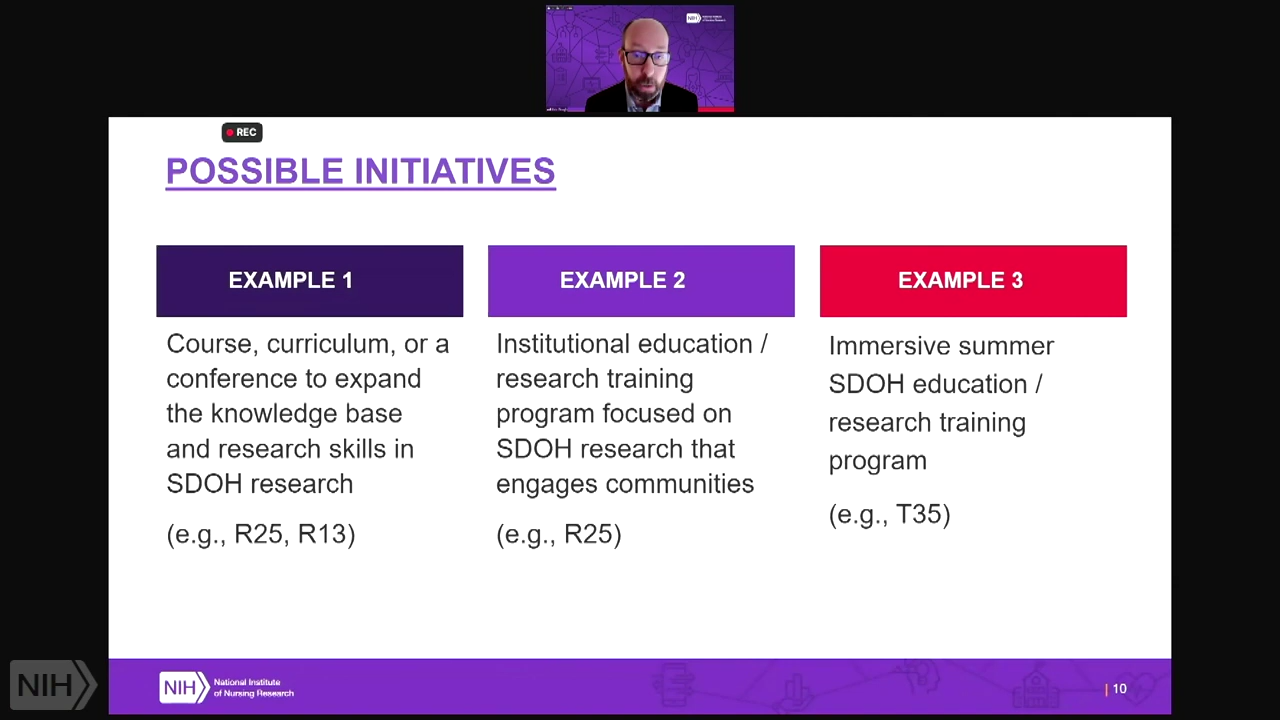 NIH
REC
POSSIBLE INITIATIVES
EXAMPLE 1
Course, curriculum, or a
conference to expand
the knowledge base
and research skills in
SDOH research
(e.g., R25, R13)
EXAMPLE 2
Institutional education /
research training
program focused on
SDOH research that
engages communities
(e.g., R25)
EXAMPLE 3
Immersive summer
SDOH education /
research training
program
(e.g., T35)
NIH
National Institute
of Nursing Research
| 10
NIH